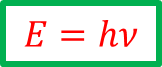 E = hν